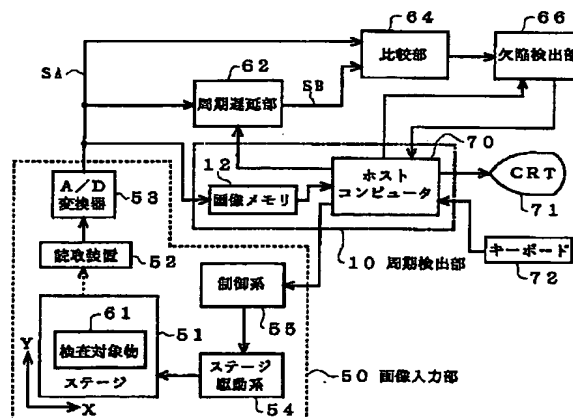 64
66
SA
62
比較部
欠陥検出部
周期遅延部
SB
70
A/D
変換器
53
12
画像メモリ
ホスト
コンピュータ
CRT
71
読取装置
52
10 周期検出部
キーボード
72
制御系
55
61
51
検査対象物
ステージ
Y
X
ステージ
駆動系
54
50 画像入力部